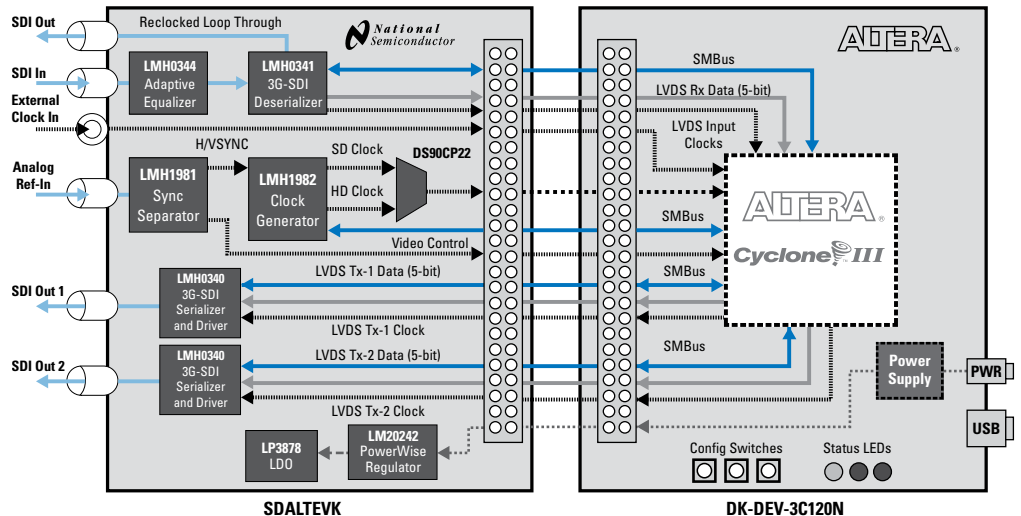 SDI Out
Reclocked Loop Through
National
Semiconductor
ALTERA®
SDI In
LMH0344
Adaptive
Equalizer
LMH0341
3G-SDI
Deserializer
SMBus
LVDS Rx Data (5-bit)
External
Clock In
LVDS Input
Clocks
H/VSYNC
SD Clock
DS90CP22
Analog
Ref-In
LMH1981
Sync
Separator
LMH1982
Clock
Generator
HD Clock
ALTERA®
Cyclone™ III
SMBus
Video Control
LVDS Tx-1 Data (5-bit)
SMBus
SDI Out 1
LMH0340
3G-SDI
Serializer
and Driver
LVDS Tx-1 Clock
LVDS Tx-2 Data (5-bit)
SMBus
SDI Out 2
LMH0340
3G-SDI
Serializer
and Driver
Power
Supply
PWR
LVDS Tx-2 Clock
LP3878
LDO
LM20242
PowerWise
Regulator
USB
Config Switches
Status LEDs
SDALTEVK
DK-DEV-3C120N